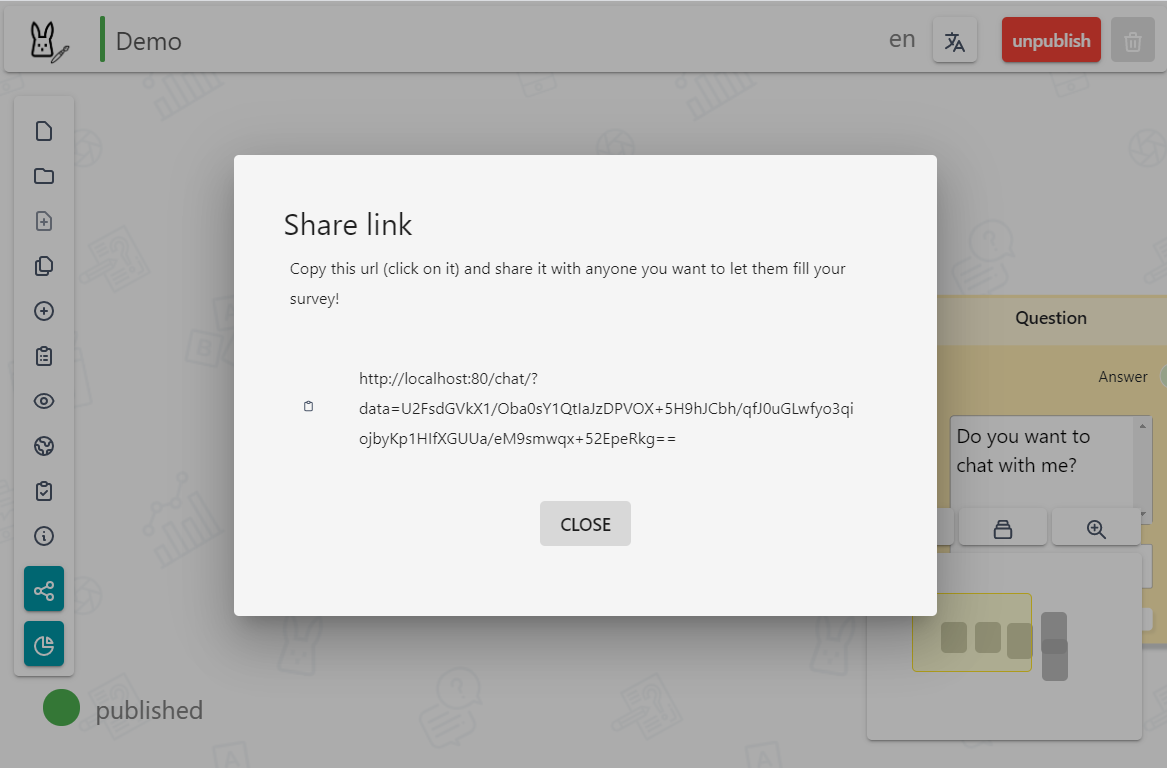 Demo
en
unpublish
Share link
Copy this url (click on it) and share it with anyone you want to let them fill your
survey!
http://localhost:80/chat/?
data=U2FsdGVkX1/Oba0sY1QtIaJzDPVOX+5H9hJCbh/qfJ0uGLwfyo3qi
ojbyKp1HIfXGUUa/eM9smwqx+52EpeRkg==
CLOSE
Question
Answer
Do you want to
chat with me?
published